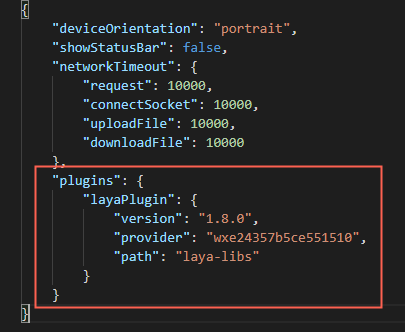 {
"deviceOrientation": "portrait",
"showStatusBar": false,
"networkTimeout": {
"request": 10000,
"connectSocket": 10000,
"uploadFile": 10000,
"downloadFile": 10000
},
"plugins": {
"layaPlugin": {
"version": "1.8.0",
"provider": "wxe24357b5ce551510",
"path": "laya-libs"
}
}
}